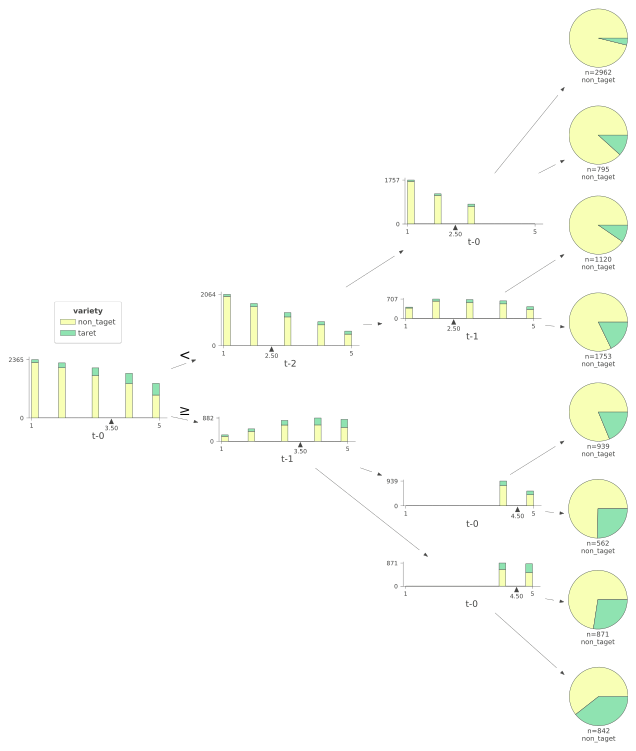 n=2962
non_taget
n=795
non_taget
1757
0
1
2.50
5
t-0
n=1120
non_taget
2064
0
1
2.50
5
t-2
707
0
1
2.50
5
t-1
n=1753
non_taget
variety
non_taget
taret
<
2365
0
1
3.50
5
t-0
≥
882
0
1
3.50
5
t-1
n=939
non_taget
939
0
1
4.50
5
t-0
n=562
non_taget
871
0
1
4.50
5
t-0
n=871
non_taget
n=842
non_taget